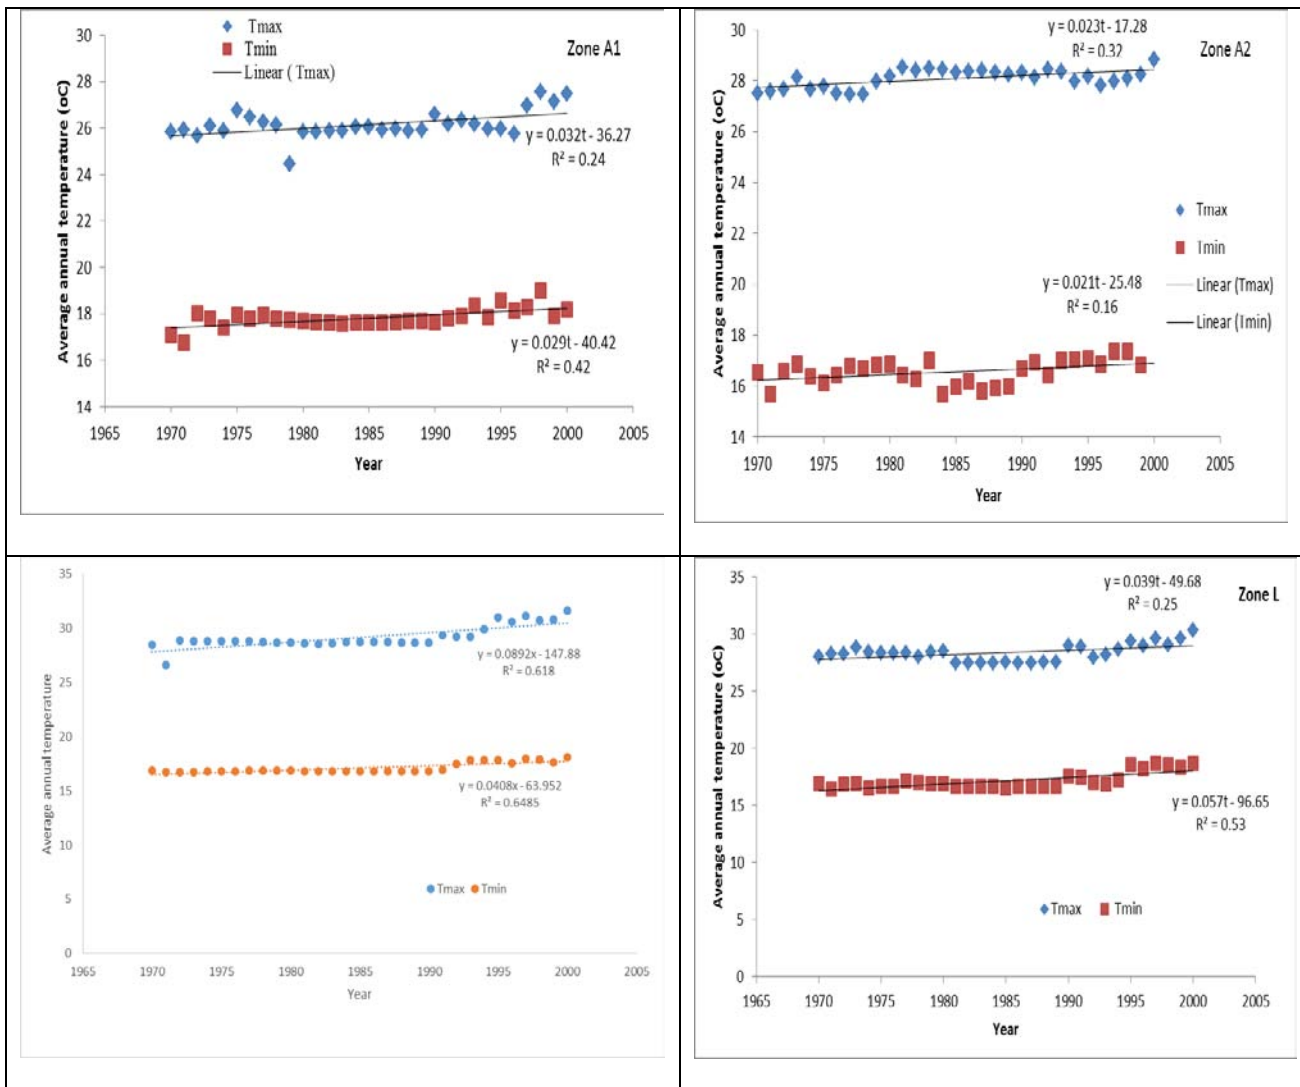 Tmax
Tmin
Linear ( Tmax)
Zone A1
30
28
26
24
22
20
18
16
14
Average annual temperature (oC)
y = 0.032t - 36.27
R² = 0.24
y = 0.029t - 40.42
R² = 0.42
1965 1970 1975 1980 1985 1990 1995 2000 2005
Year
y = 0.023t - 17.28
R² = 0.32
Zone A2
30
28
26
24
22
20
18
16
14
Average annual temperature (oC)
Tmax
Tmin
Linear (Tmax)
Linear (Tmin)
y = 0.021t - 25.48
R² = 0.16
1970 1975 1980 1985 1990 1995 2000 2005
Year
35
30
25
20
15
10
5
0
Average annual temperature
y = 0.0892x - 147.88
R² = 0.618
y = 0.0408x - 63.952
R² = 0.6485
Tmax Tmin
1965 1970 1975 1980 1985 1990 1995 2000 2005
Year
y = 0.039t - 49.68
R² = 0.25
Zone L
35
30
25
20
15
10
5
0
Average annual temperature (oC)
y = 0.057t - 96.65
R² = 0.53
Tmax Tmin
1965 1970 1975 1980 1985 1990 1995 2000 2005
Year